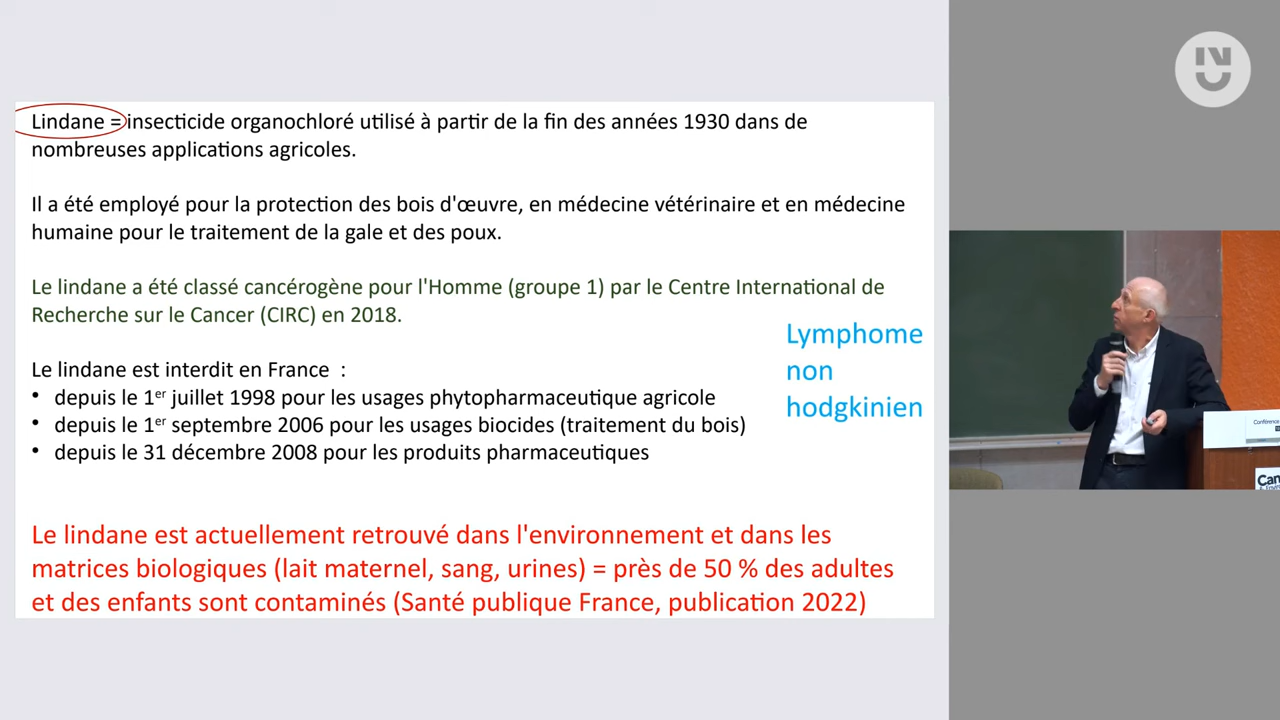 Lindane = insecticide organochloré utilisé à partir de la fin des années 1930 dans de
nombreuses applications agricoles.
Il a été employé pour la protection des bois d'œuvre, en médecine vétérinaire et en médecine
humaine pour le traitement de la gale et des poux.
Le lindane a été classé cancérogène pour l'Homme (groupe 1) par le Centre International de
Recherche sur le Cancer (CIRC) en 2018.
Lymphome
non
hodgkinien
Le lindane est interdit en France :
• depuis le 1er juillet 1998 pour les usages phytopharmaceutique agricole
• depuis le 1er septembre 2006 pour les usages biocides (traitement du bois)
• depuis le 31 décembre 2008 pour les produits pharmaceutiques
Le lindane est actuellement retrouvé dans l'environnement et dans les
matrices biologiques (lait maternel, sang, urines) = près de 50 % des adultes
et des enfants sont contaminés (Santé publique France, publication 2022)
Conférence